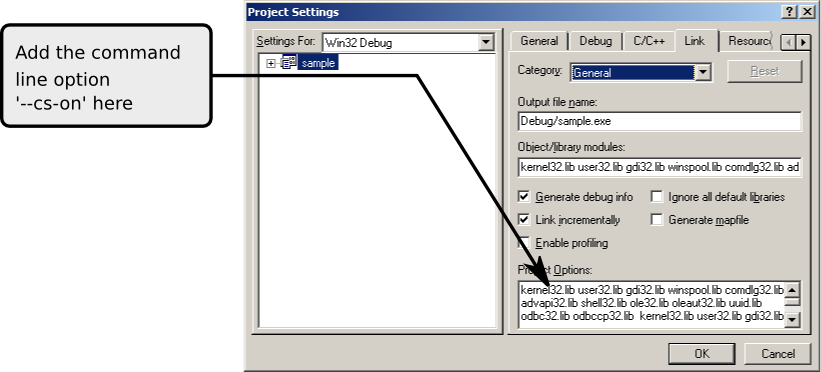 Project Settings
Add the command
line option
'--cs-on' here
Settings For: Win32 Debug
sample
General Debug C/C++ Link Resourc
Category: General Reset
Output file name:
Debug/sample.exe
Object/library modules:
kernel32.lib user32.lib gdi32.lib winspool.lib comdlg32.lib ad
Generate debug info Ignore all default libraries
Link incrementally Generate mapfile
Enable profiling
Project Options:
kernel32.lib user32.lib gdi32.lib winspool.lib comdlg32.lib
advapi32.lib shell32.lib ole32.lib oleaut32.lib uuid.lib
odbc32.lib odbccp32.lib kernel32.lib user32.lib gdi32.lib
OK Cancel